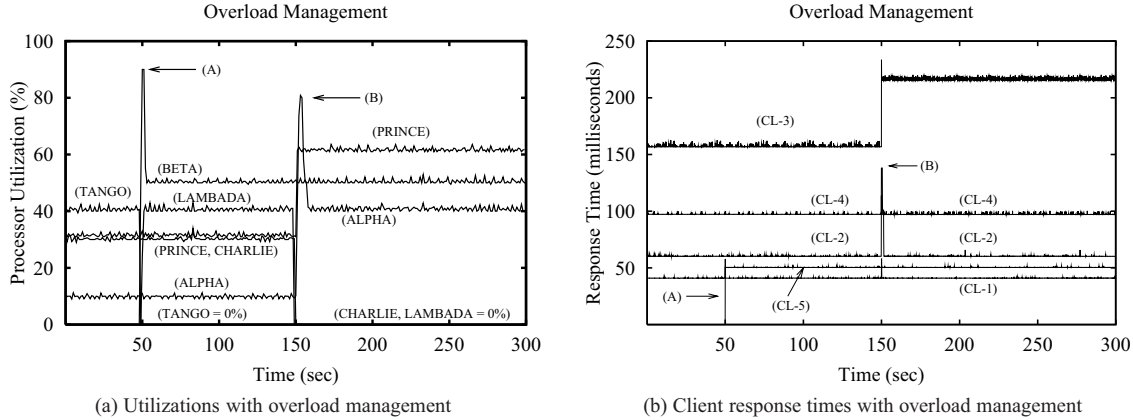 Overload Management
100
80
60
40
20
0
Processor Utilization (%)
(A)
(B)
(PRINCE)
(BETA)
(TANGO)
(LAMBADA)
(ALPHA)
(PRINCE, CHARLIE)
(ALPHA)
(TANGO = 0%)
(CHARLIE, LAMBADA = 0%)
0
50
100
150
200
250
300
Time (sec)
(a) Utilizations with overload management
Overload Management
250
200
150
100
50
0
Response Time (milliseconds)
(CL-3)
(B)
(CL-4)
(CL-4)
(CL-2)
(CL-2)
(A)
(CL-5)
(CL-1)
0
50
100
150
200
250
300
Time (sec)
(b) Client response times with overload management